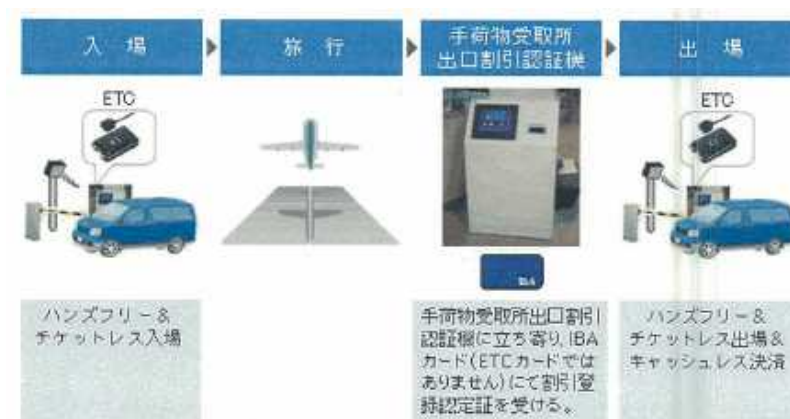 入場
旅行
手荷物受取所
出口割引認証機
出場
ETC
ETC
IBA
ハンズフリー&
チケットレス入場
手荷物受取所出口割引
認証機に立ち寄り、IBA
カード(ETCカードでは
ありません)にて割引登
録認定証を受ける。
ハンズフリー&
チケットレス出場&
キャッシュレス決済